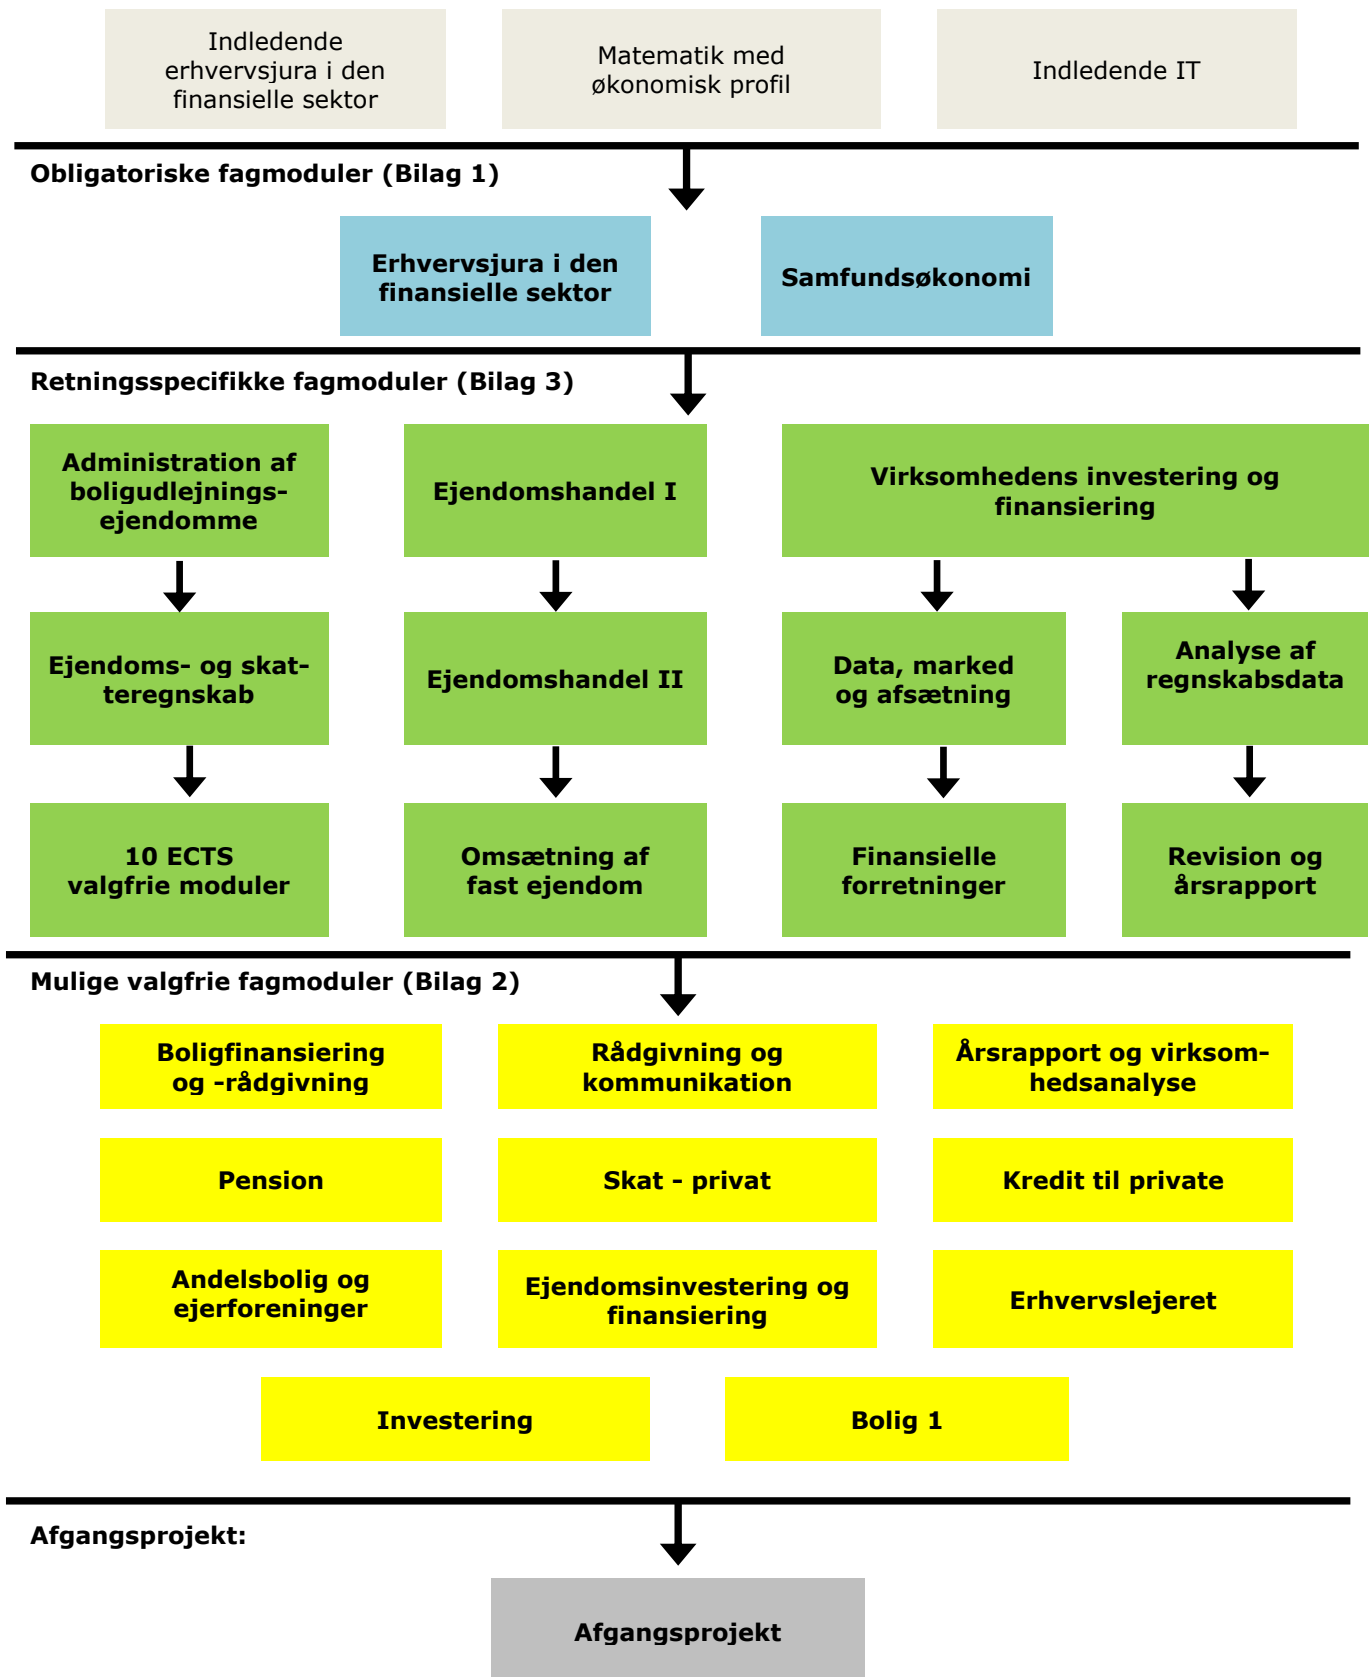 Indledende
erhvervsjura i den
finansielle sektor
Matematik med
økonomisk profil
Indledende IT
Obligatoriske fagmoduler (Bilag 1)
Erhvervsjura i den
finansielle sektor
Samfundsøkonomi
Retningsspecifikke fagmoduler (Bilag 3)
Administration af
boligudlejnings-
ejendomme
Ejendomshandel I
Virksomhedens investering og
finansiering
Ejendoms- og skat-
teregnskab
Ejendomshandel II
Data, marked
og afsætning
Analyse af
regnskabsdata
10 ECTS
valgfrie moduler
Omsætning af
fast ejendom
Finansielle
forretninger
Revision og
årsrapport
Mulige valgfrie fagmoduler (Bilag 2)
Boligfinansiering
og -rådgivning
Rådgivning og
kommunikation
Årsrapport og virksom-
hedsanalyse
Pension
Skat - privat
Kredit til private
Andelsbolig og
ejerforeninger
Ejendomsinvestering og
finansiering
Erhvervslejeret
Investering
Bolig 1
Afgangsprojekt:
Afgangsprojekt